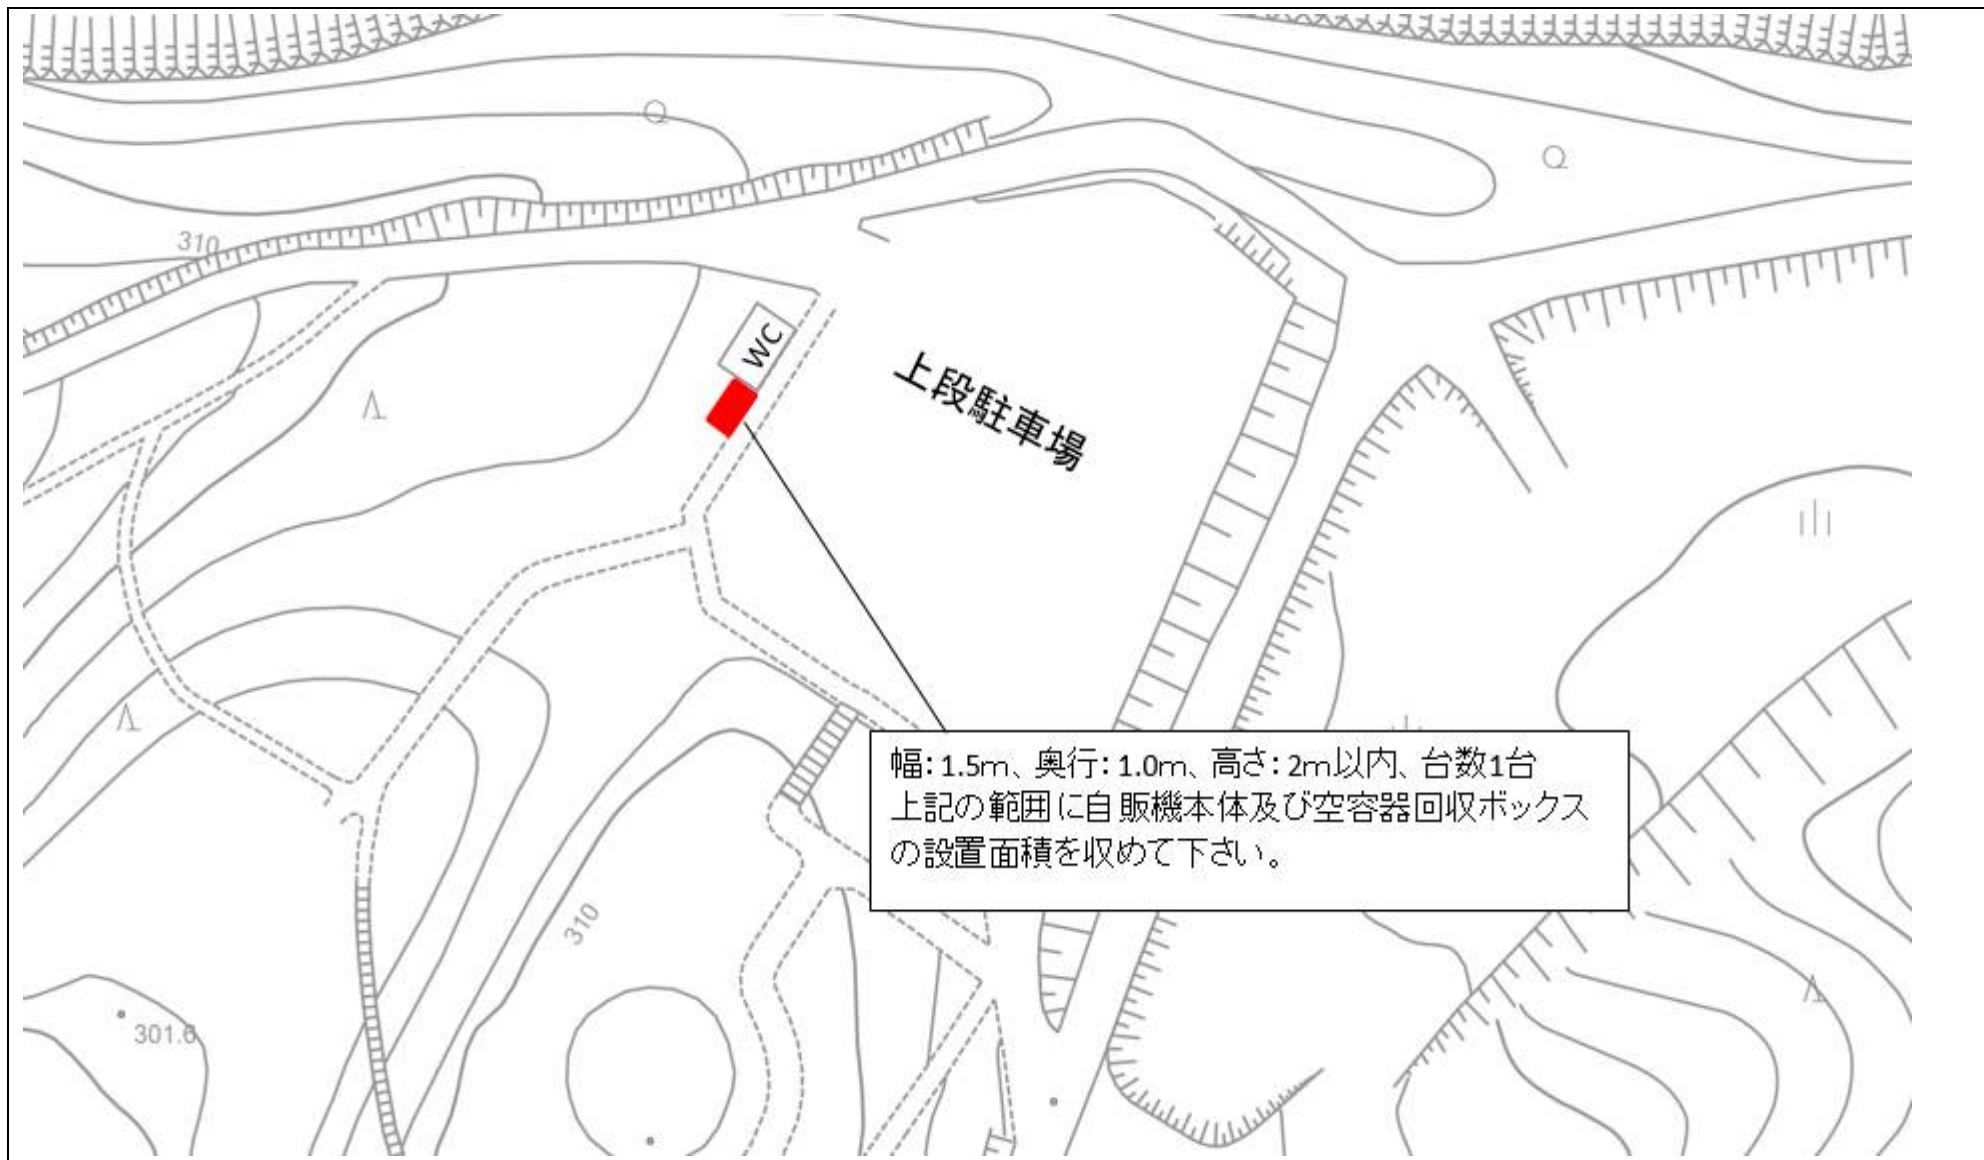 310
WC
上段駐車場
幅：1.5m、奥行：1.0m、高さ：2m以内、台数1台
上記の範囲に自販機本体及び空容器回収ボックス
の設置面積を収めて下さい。
310
301.6